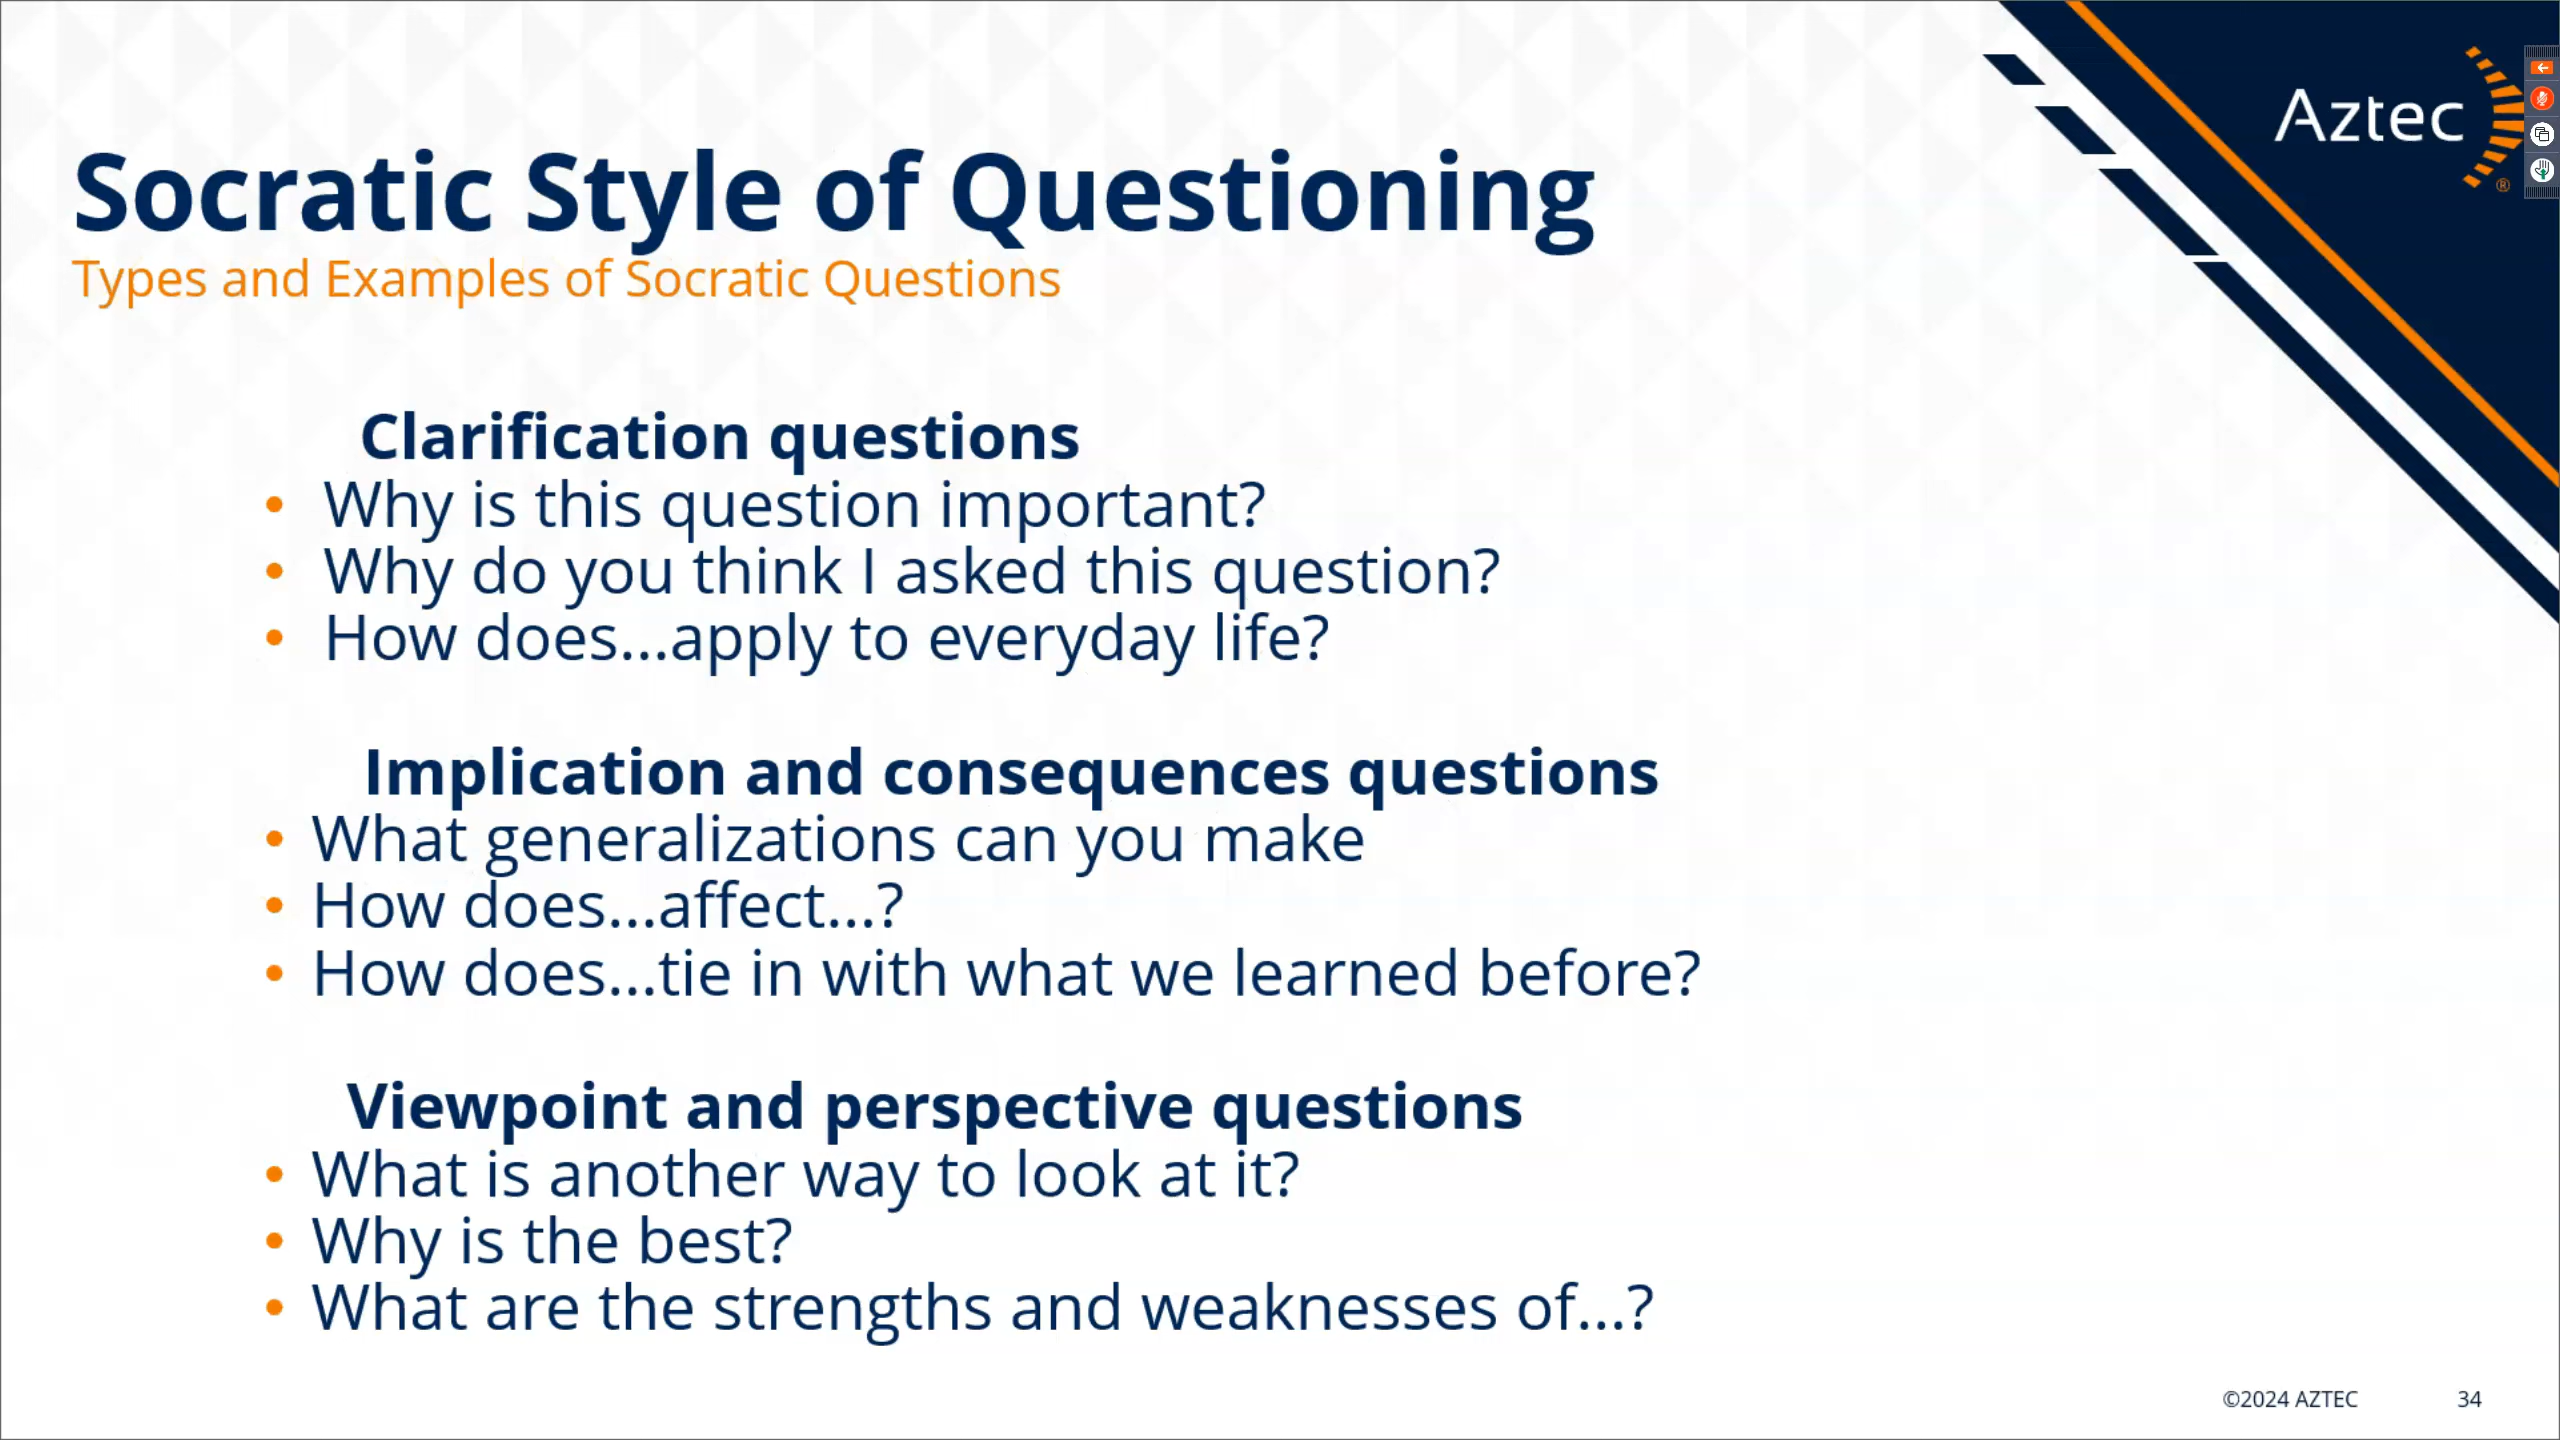 Aztec
®
Socratic Style of Questioning
Types and Examples of Socratic Questions
Clarification questions
• Why is this question important?
• Why do you think I asked this question?
• How does...apply to everyday life?
Implication and consequences questions
• What generalizations can you make
• How does...affect...?
• How does...tie in with what we learned before?
Viewpoint and perspective questions
• What is another way to look at it?
• Why is the best?
• What are the strengths and weaknesses of...?
©2024 AZTEC 34